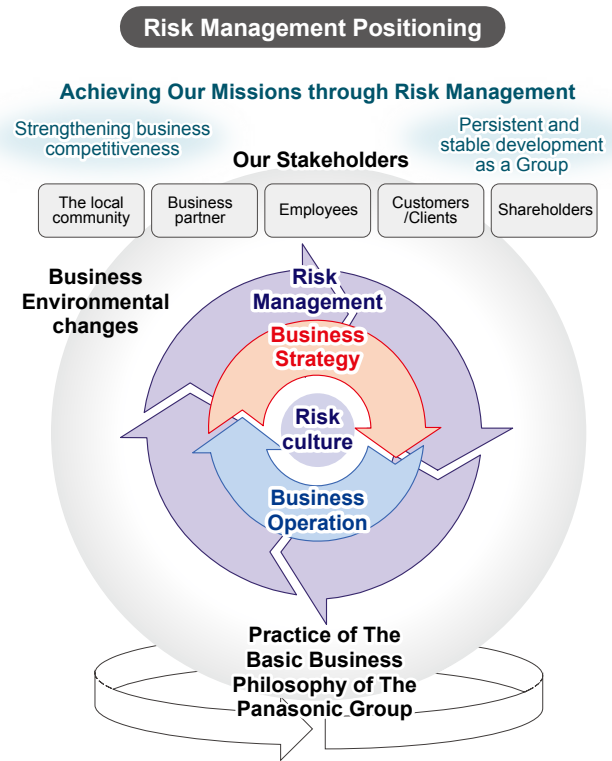 Risk Management Positioning
Achieving Our Missions through Risk Management
Strengthening business
competitiveness
Persistent and
stable development
as a Group
Our Stakeholders
The local
community
Business
partner
Employees
Customers
/Clients
Shareholders
Business
Environmental
changes
Risk
Management
Business
Strategy
Risk
culture
Business
Operation
Practice of The
Basic Business
Philosophy of The
Panasonic Group